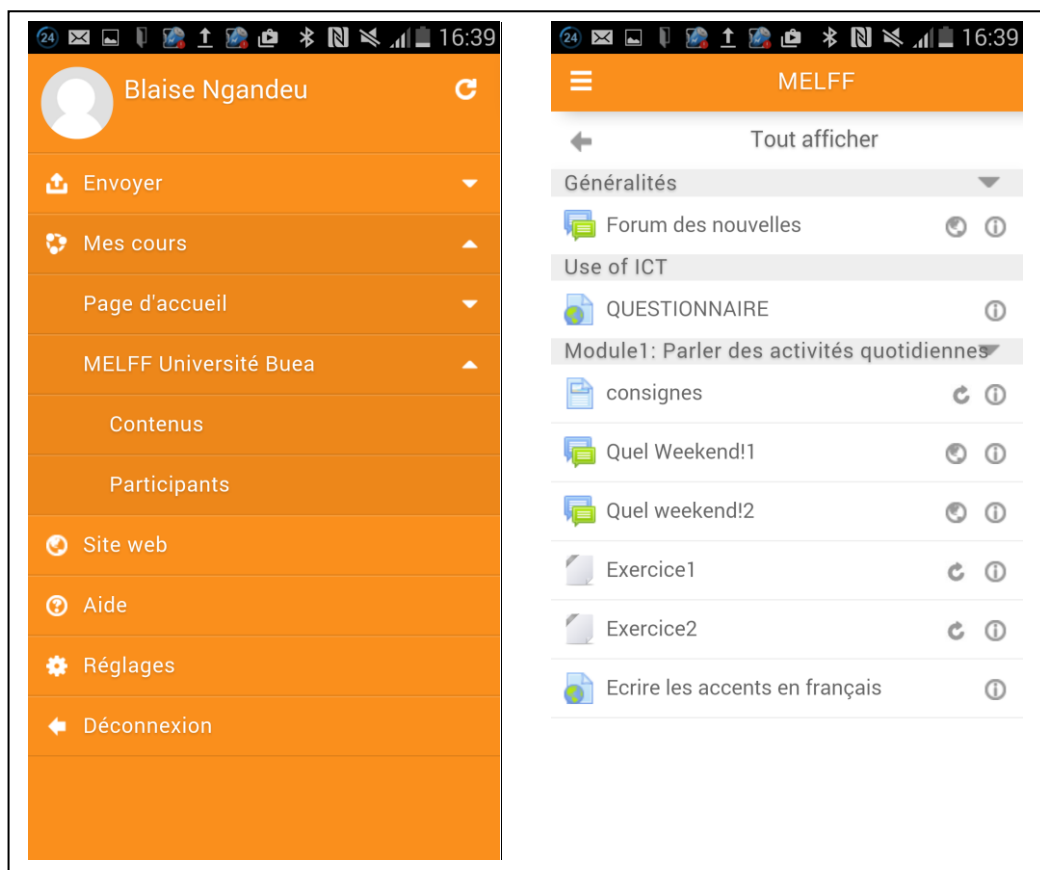 24 16:39
Blaise Ngandeu
Envoyer
Mes cours
Page d'accueil
MELFF Université Buea
Contenus
Participants
Site web
Aide
Réglages
Déconnexion
24 16:39
MELFF
Tout afficher
Généralités
Forum des nouvelles
Use of ICT
QUESTIONNAIRE
Module1: Parler des activités quotidiennes
consignes
Quel Weekend!1
Quel weekend!2
Exercice1
Exercice2
Ecrire les accents en français